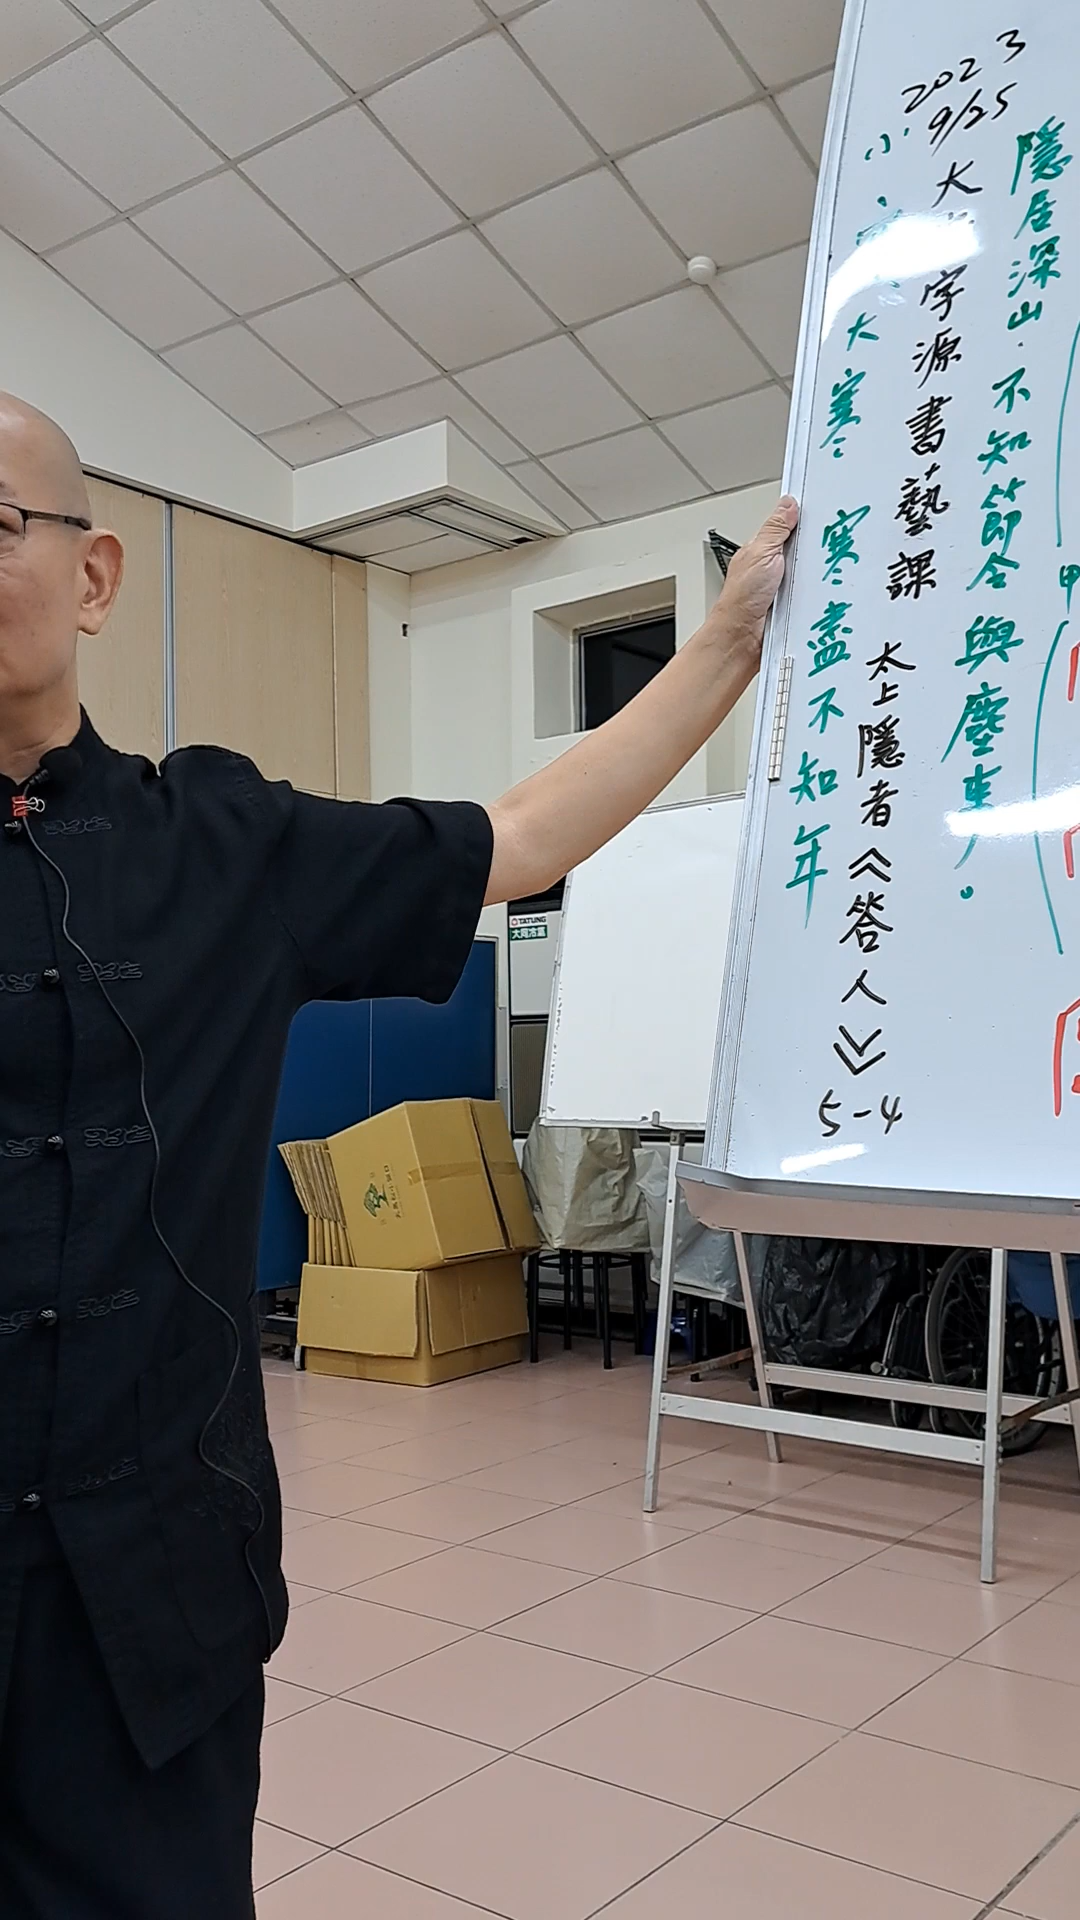 2023
9/25
隱居深山．不知節令與塵事。
大 字源書藝課 太上隱者《答人》5-4
小 大寒 寒盡不知年
甲
TATUNG
大同冷氣